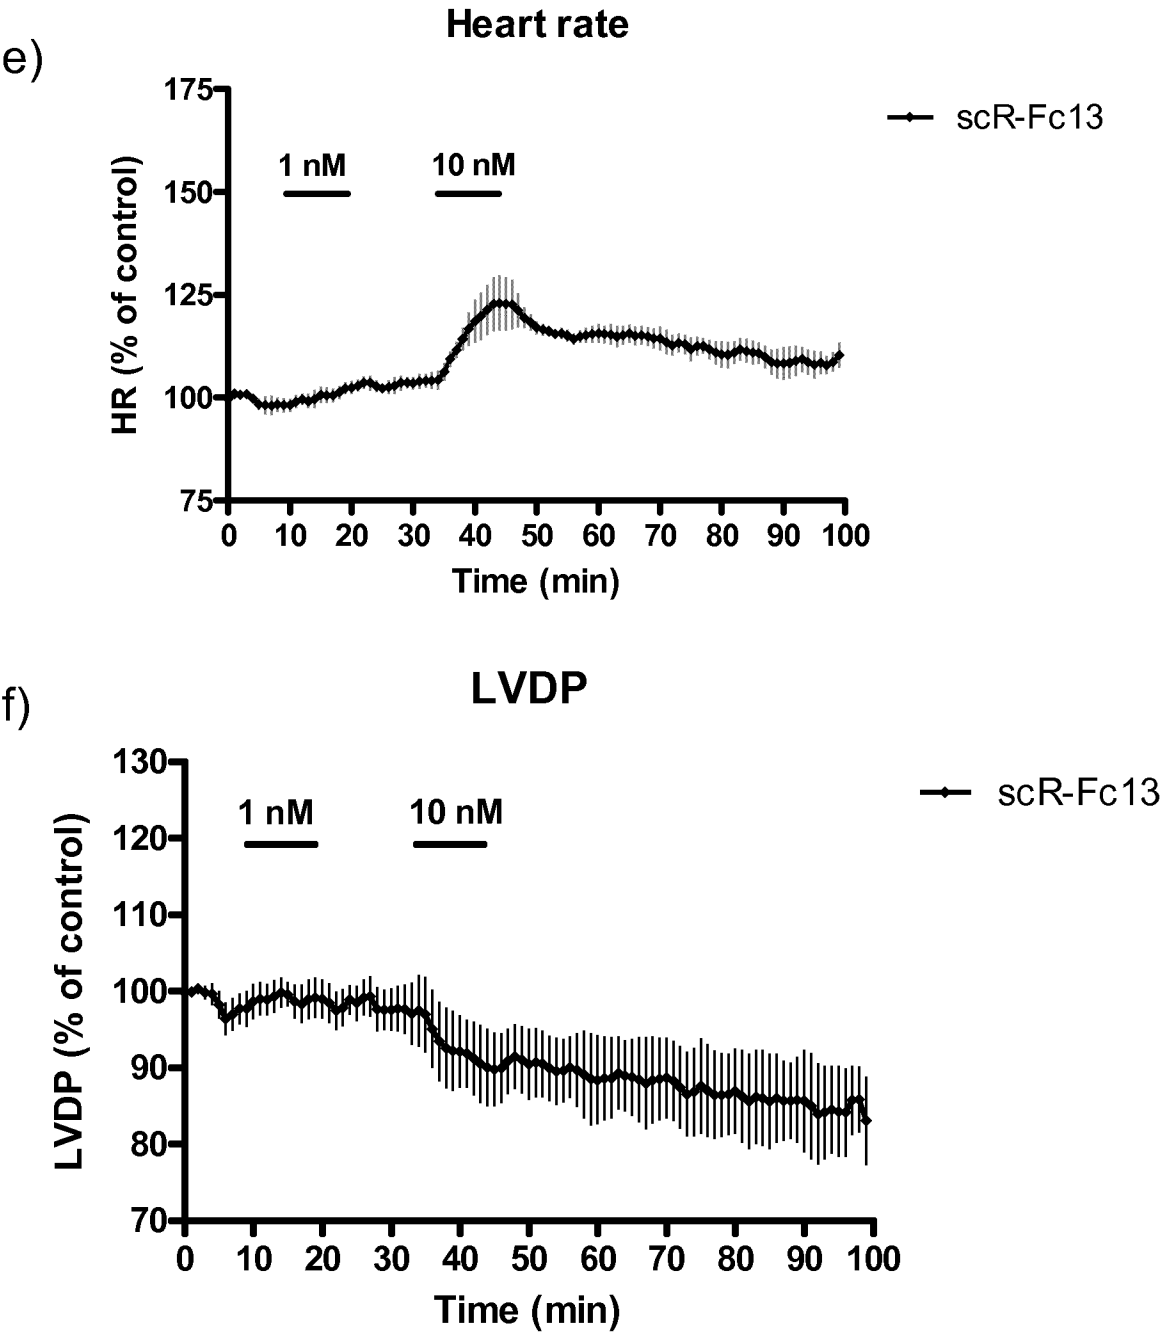 Heart rate
e)
175
150
125
100
75
HR (% of control)
1 nM 10 nM
scR-Fc13
0 10 20 30 40 50 60 70 80 90 100
Time (min)
LVDP
f)
130
120
110
100
90
80
70
LVDP (% of control)
1 nM 10 nM
scR-Fc13
0 10 20 30 40 50 60 70 80 90 100
Time (min)